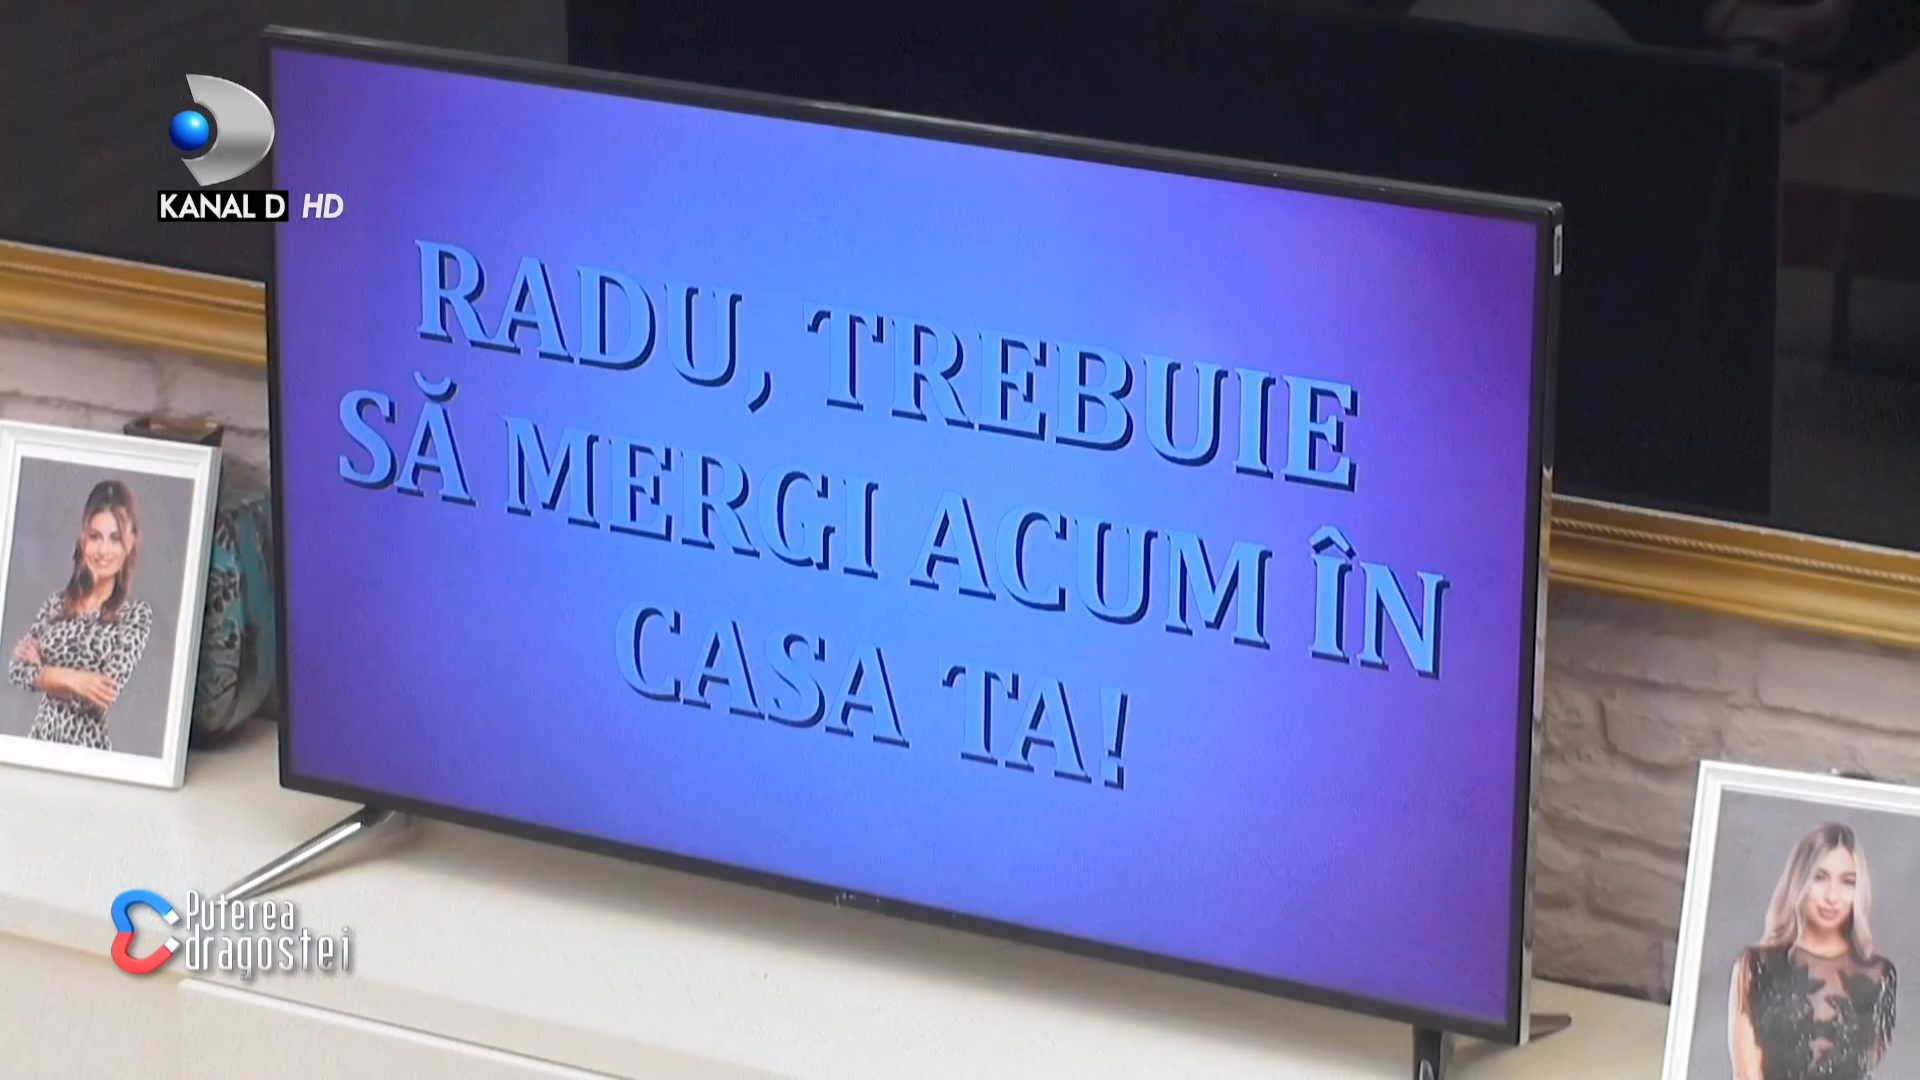 KANAL D HD
RADU, TREBUIE
SĂ MERGI ACUM ÎN
CASA TA!
Puterea
dragostei